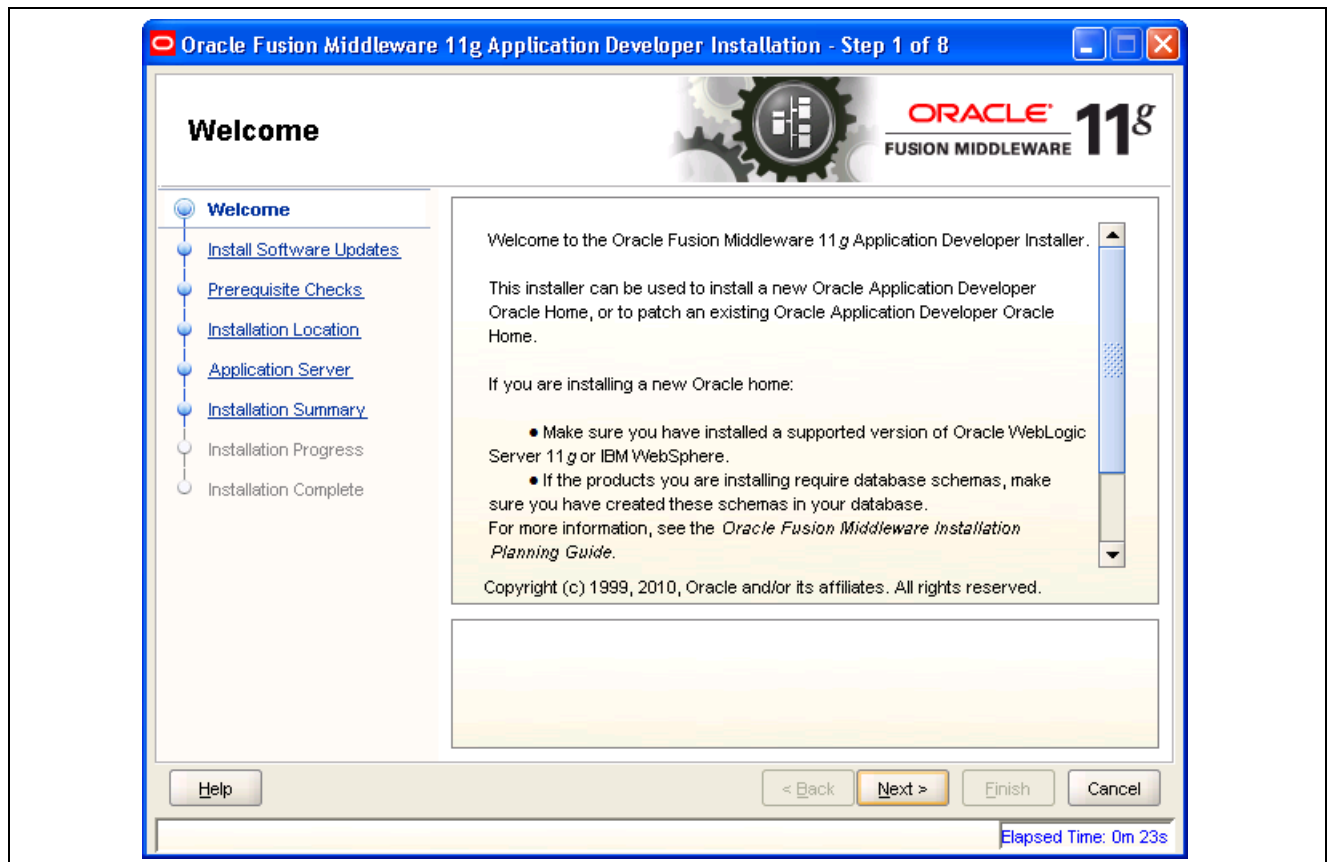 Oracle Fusion Middleware 11g Application Developer Installation - Step 1 of 8
Welcome
ORACLE
FUSION MIDDLEWARE
11g
Welcome
Install Software Updates
Prerequisite Checks
Installation Location
Application Server
Installation Summary
Installation Progress
Installation Complete
Welcome to the Oracle Fusion Middleware 11g Application Developer Installer.
This installer can be used to install a new Oracle Application Developer
Oracle Home, or to patch an existing Oracle Application Developer Oracle
Home.
If you are installing a new Oracle home:
● Make sure you have installed a supported version of Oracle WebLogic
Server 11g or IBM WebSphere.
● If the products you are installing require database schemas, make
sure you have created these schemas in your database.
For more information, see the Oracle Fusion Middleware Installation
Planning Guide.
Copyright (c) 1999, 2010, Oracle and/or its affiliates. All rights reserved.
Help
< Back
Next >
Finish
Cancel
Elapsed Time: 0m 23s